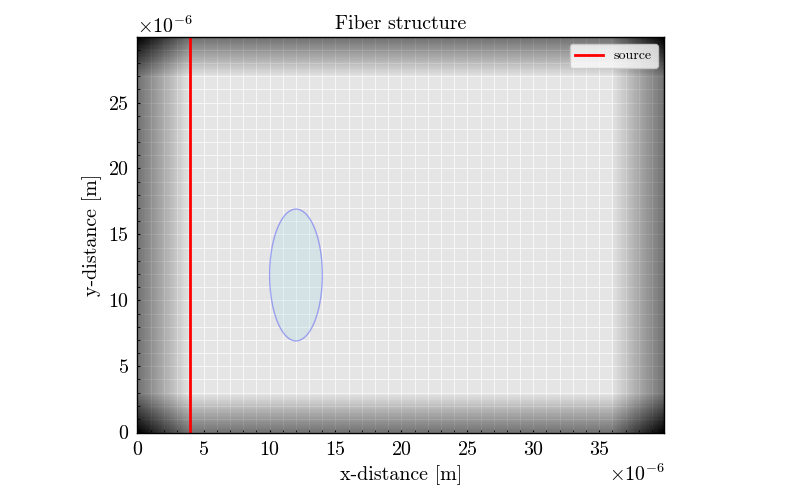 Fiber structure
×10⁻⁶
source
25
20
15
10
5
0
y-distance [m]
0 5 10 15 20 25 30 35
x-distance [m]
×10⁻⁶